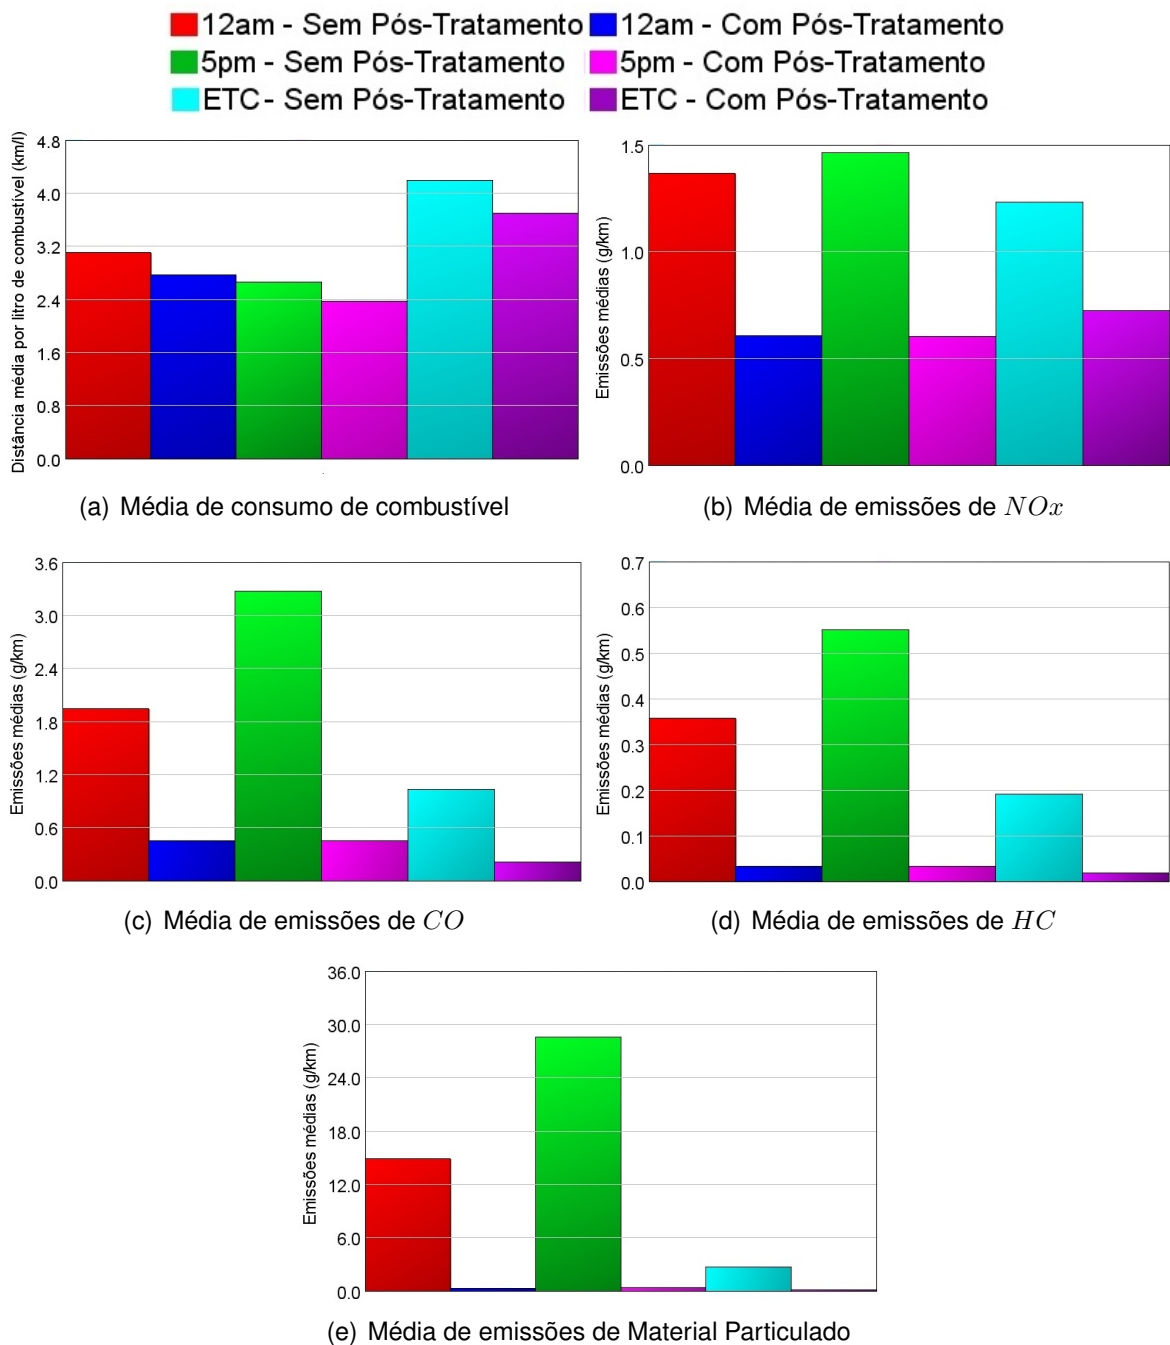 12am - Sem Pós-Tratamento 12am - Com Pós-Tratamento
5pm - Sem Pós-Tratamento 5pm - Com Pós-Tratamento
ETC - Sem Pós-Tratamento ETC - Com Pós-Tratamento
Distância média por litro de combustível (km/l)
4.8
4.0
3.2
2.4
1.6
0.8
0.0
(a) Média de consumo de combustível
Emissões médias (g/km)
1.5
1.0
0.5
0.0
(b) Média de emissões de NOx
Emissões médias (g/km)
3.6
3.0
2.4
1.8
1.2
0.6
0.0
(c) Média de emissões de CO
Emissões médias (g/km)
0.7
0.6
0.5
0.4
0.3
0.2
0.1
0.0
(d) Média de emissões de HC
Emissões médias (g/km)
36.0
30.0
24.0
18.0
12.0
6.0
0.0
(e) Média de emissões de Material Particulado